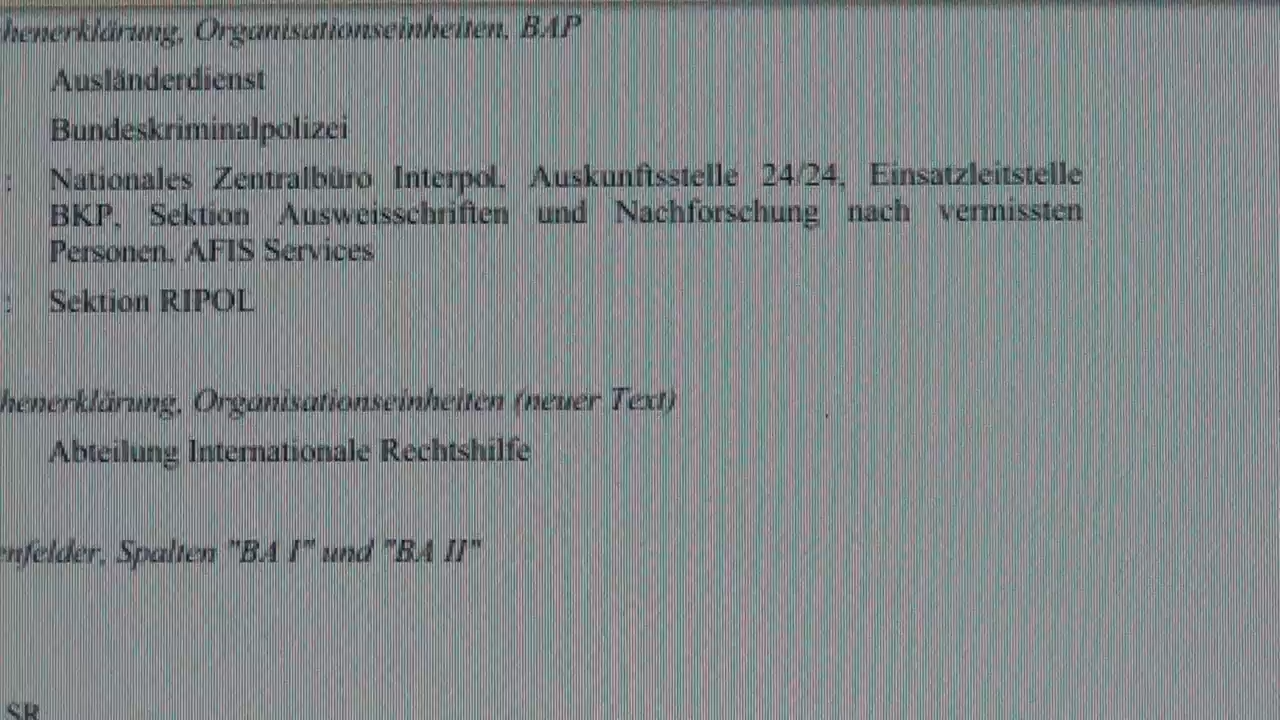 henerklärung, Organisationseinheiten, BAP
Ausländerdienst
Bundeskriminalpolizei
: Nationales Zentralbüro Interpol, Auskunftsstelle 24/24, Einsatzleitstelle
BKP, Sektion Ausweisschriften und Nachforschung nach vermissten
Personen, AFIS Services
: Sektion RIPOL
henerklärung, Organisationseinheiten (neuer Text)
Abteilung Internationale Rechtshilfe
enfelder, Spalten "BA I" und "BA II"
SR